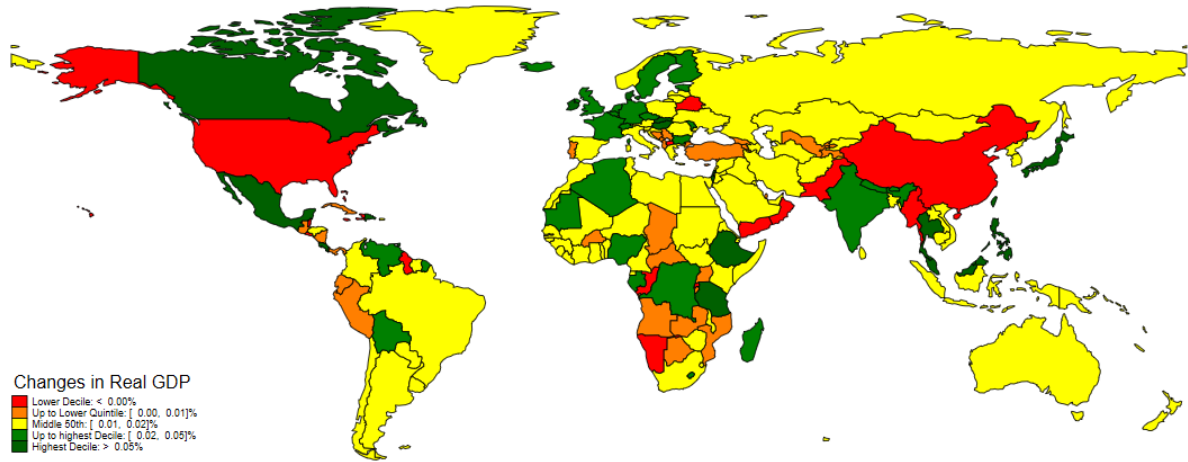 Changes in Real GDP
Lower Decile: < 0.00%
Up to Lower Quintile: [ 0.00, 0.01]%
Middle 50th: [ 0.01, 0.02]%
Up to highest Decile: [ 0.02, 0.05]%
Highest Decile: > 0.05%